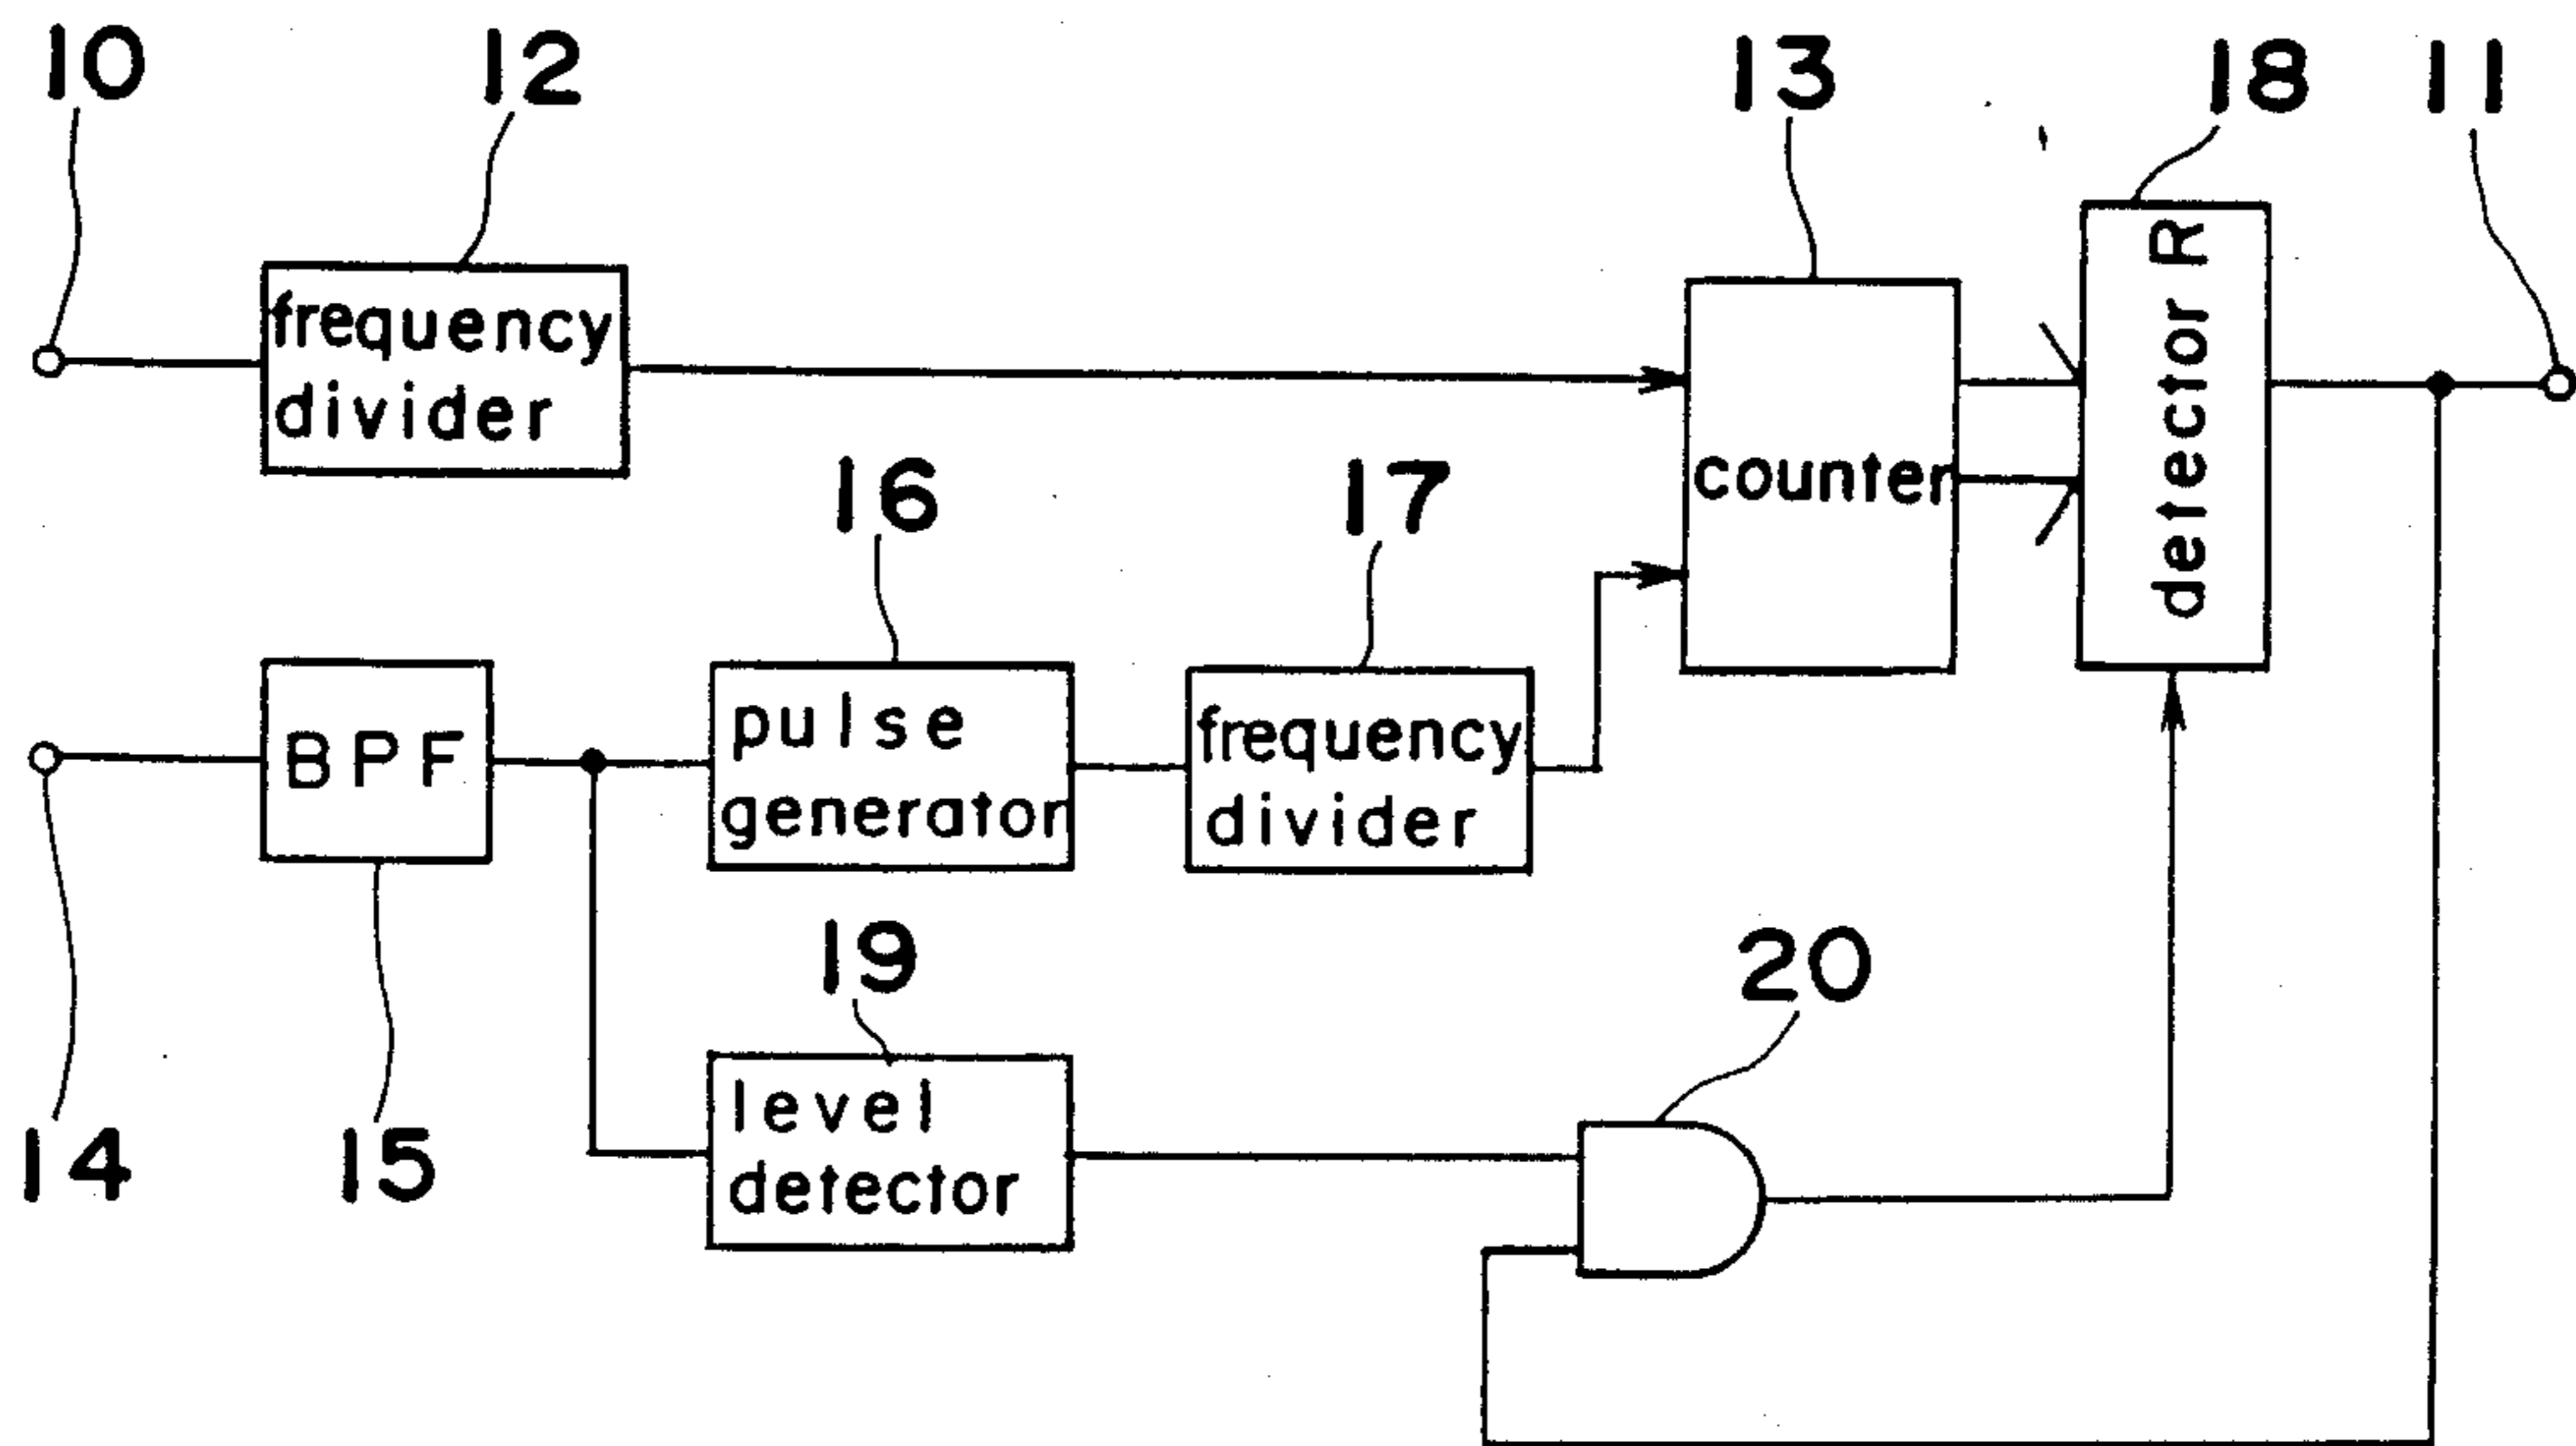 10
12
13
18
11
frequency
divider
detector R
counter
16
17
BPF
pulse
generator
frequency
divider
19
20
level
detector
14
15